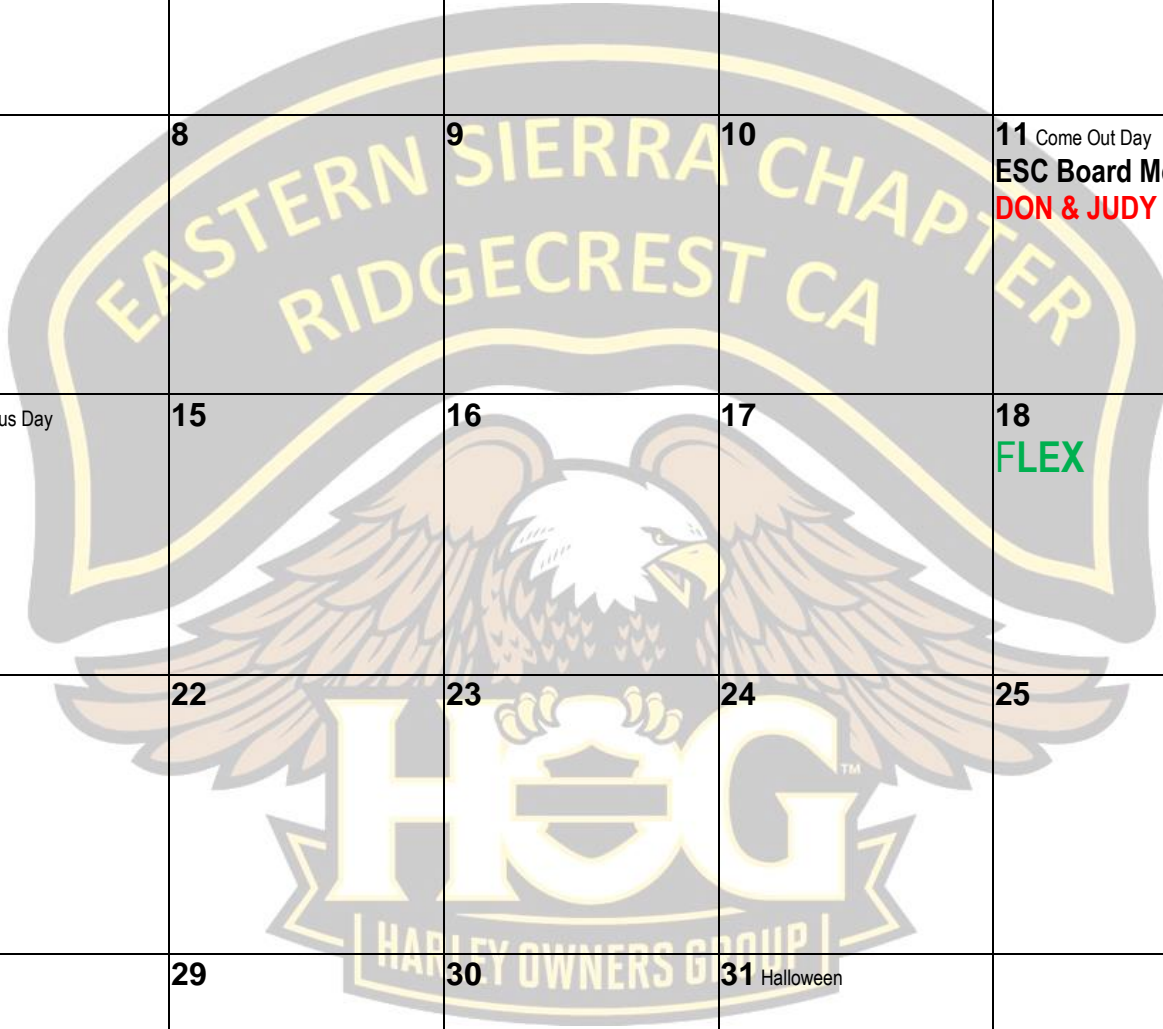 EASTERN SIERRA CHAPTER
RIDGECREST CA
8
9
10
11 Come Out Day
ESC Board M
DON & JUDY
us Day
15
16
17
18
FLEX
22
23
24
25
HOG™
HARLEY OWNERS GROUP
29
30
31 Halloween